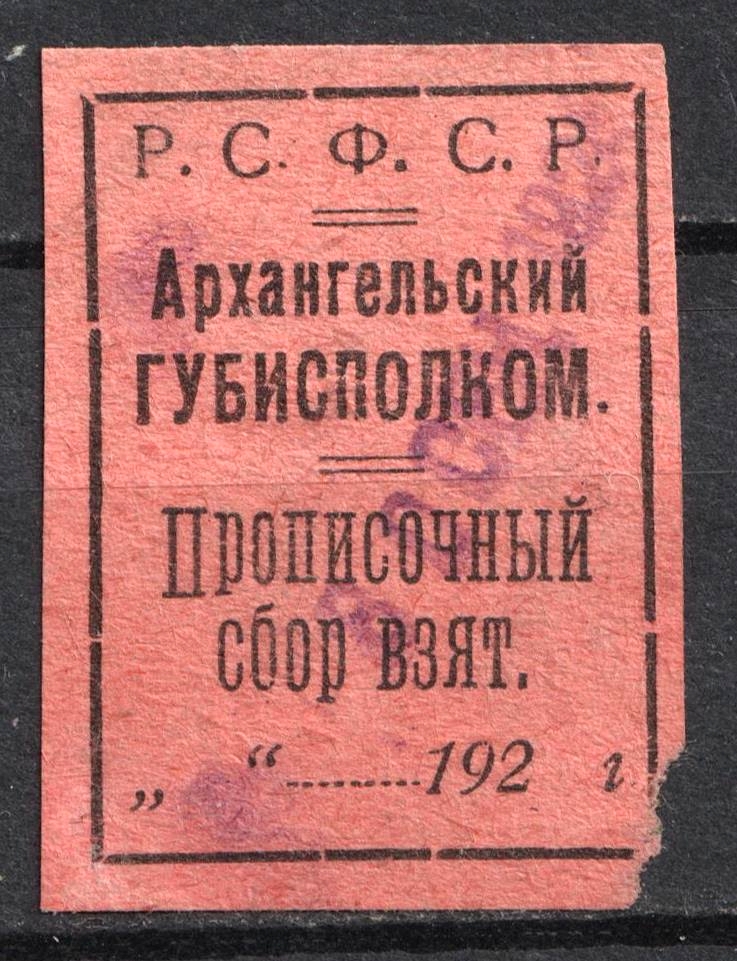 Р. С. Ф. С. Р.
Архангельский
ГУБИСПОЛКОМ.
Прописочный
сбор взят.
„ “ ........ 192 г.